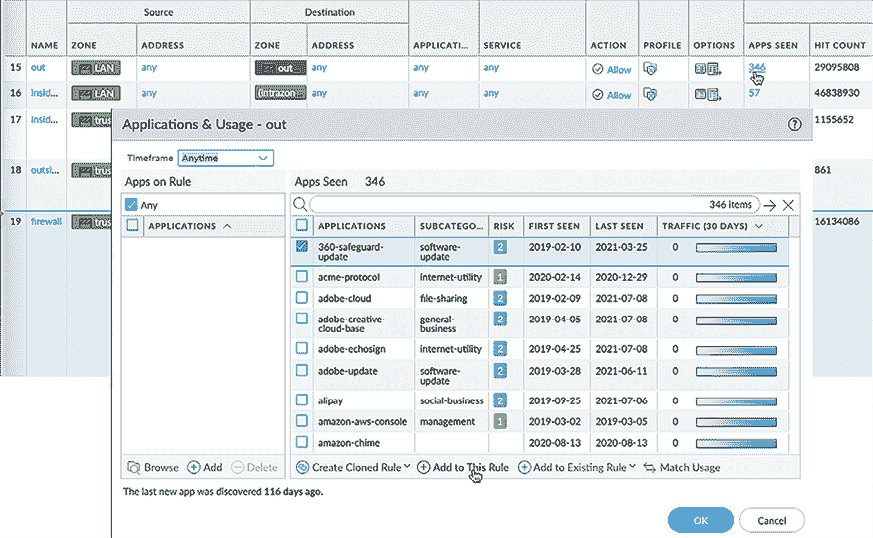 Source Destination
NAME ZONE ADDRESS ZONE ADDRESS APPLICATI... SERVICE ACTION PROFILE OPTIONS APPS SEEN HIT COUNT
15 out LAN any out any any any Allow 346 29095808
16 insid... LAN any (intrazon... any any any Allow 57 46838930
17 insid... trus 1155652
18 outsi... trus 861
19 firewall trus 16134086
Applications & Usage - out
Timeframe Anytime
Apps on Rule Apps Seen 346
Any 346 items
APPLICATIONS APPLICATIONS SUBCATEGO... RISK FIRST SEEN LAST SEEN TRAFFIC (30 DAYS)
360-safeguard-update software-update 2 2019-02-10 2021-03-25 0
acme-protocol internet-utility 1 2020-02-14 2020-12-29 0
adobe-cloud file-sharing 2 2019-02-09 2021-07-08 0
adobe-creative-cloud-base general-business 2 2019-04-05 2021-07-08 0
adobe-echosign internet-utility 2 2019-04-25 2021-07-08 0
adobe-update software-update 2 2019-03-28 2021-06-11 0
alipay social-business 2 2019-09-25 2021-07-06 0
amazon-aws-console management 1 2019-03-02 2019-03-05 0
amazon-chime 2020-08-13 2020-08-13 0
Browse Add Delete Create Cloned Rule Add to This Rule Add to Existing Rule Match Usage
The last new app was discovered 116 days ago.
OK Cancel